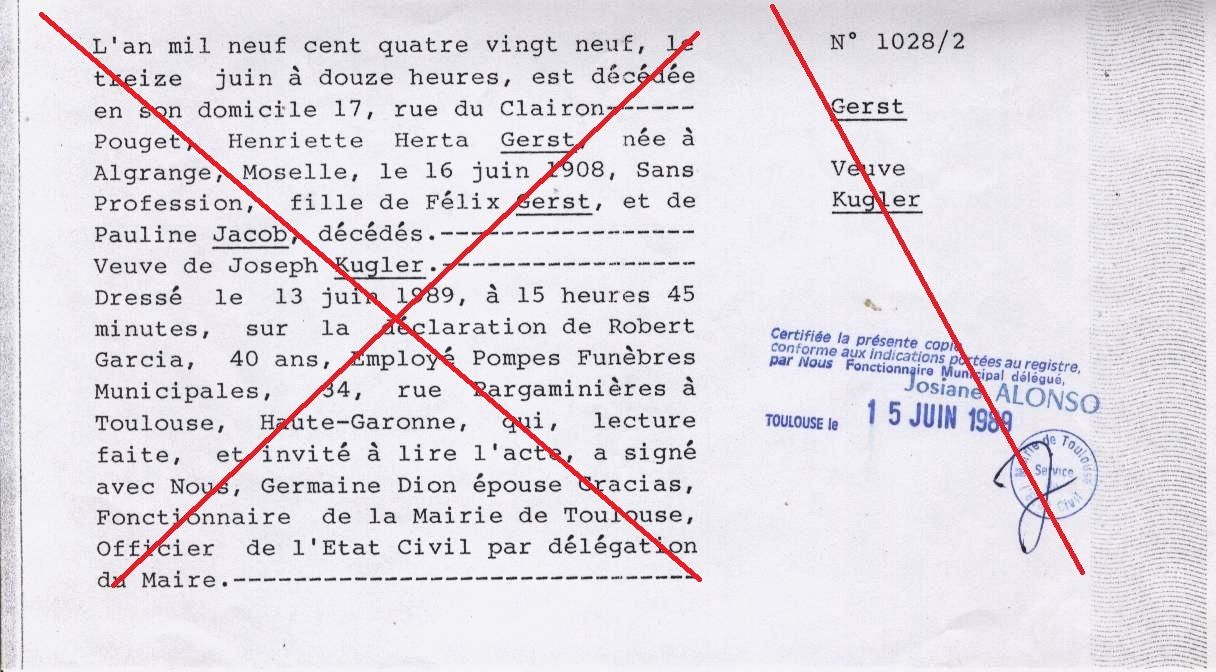 L'an mil neuf cent quatre vingt neuf, le
treize juin à douze heures, est décédée
en son domicile 17, rue du Clairon------
Pouget, Henriette Herta Gerst, née à
Algrange, Moselle, le 16 juin 1908, Sans
Profession, fille de Félix Gerst, et de
Pauline Jacob, décédés.-----------------
Veuve de Joseph Kugler.-----------------
Dressé le 13 juin 1989, à 15 heures 45
minutes, sur la déclaration de Robert
Garcia, 40 ans, Employé Pompes Funèbres
Municipales, 34, rue Pargaminières à
Toulouse, Haute-Garonne, qui, lecture
faite, et invité à lire l'acte, a signé
avec Nous, Germaine Dion épouse Gracias,
Fonctionnaire de la Mairie de Toulouse,
Officier de l'Etat Civil par délégation
du Maire.-------------------------------
N° 1028/2
Gerst
Veuve
Kugler
Certifiée la présente copie
conforme aux indications portées au registre,
par Nous Fonctionnaire Municipal délégué,
Josiane ALONSO
TOULOUSE le 15 JUIN 1989
Mairie de Toulouse
Service
Civil